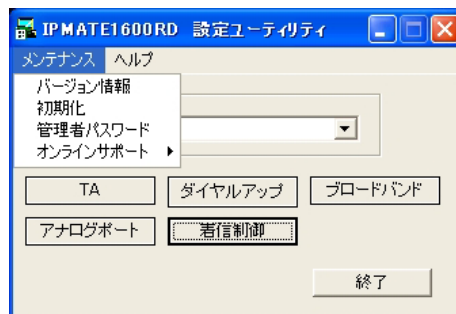 IPMATE1600RD 設定ユーティリティ
メンテナンス ヘルプ
バージョン情報
初期化
管理者パスワード
オンラインサポート
TA ダイヤルアップ ブロードバンド
アナログポート 着信制御
終了